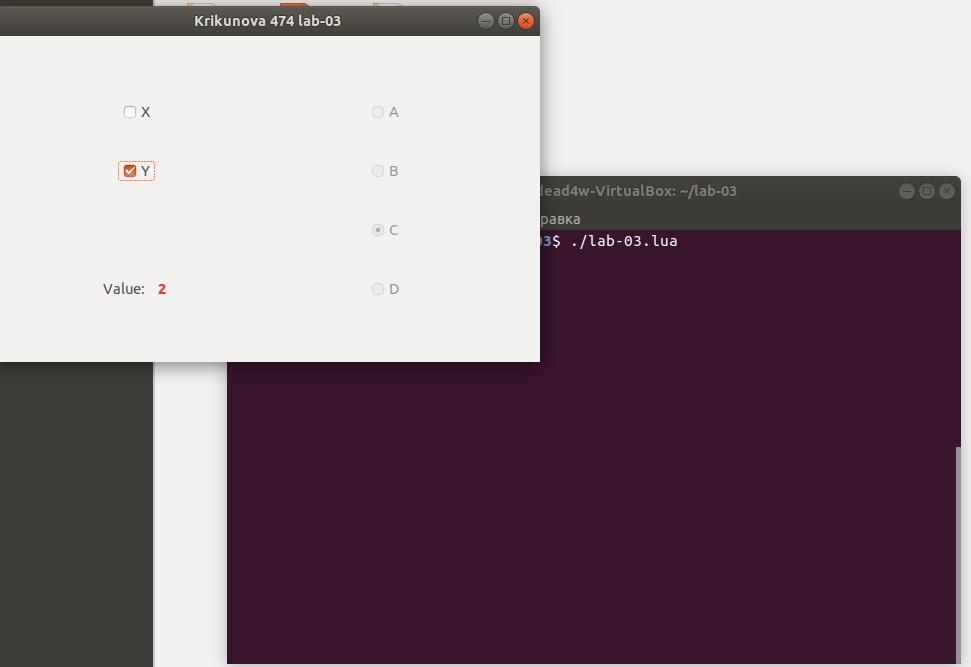 Krikunova 474 lab-03
X
A
Y
B
C
Value: 2
D
dead4w-VirtualBox: ~/lab-03
равка
03$ ./lab-03.lua